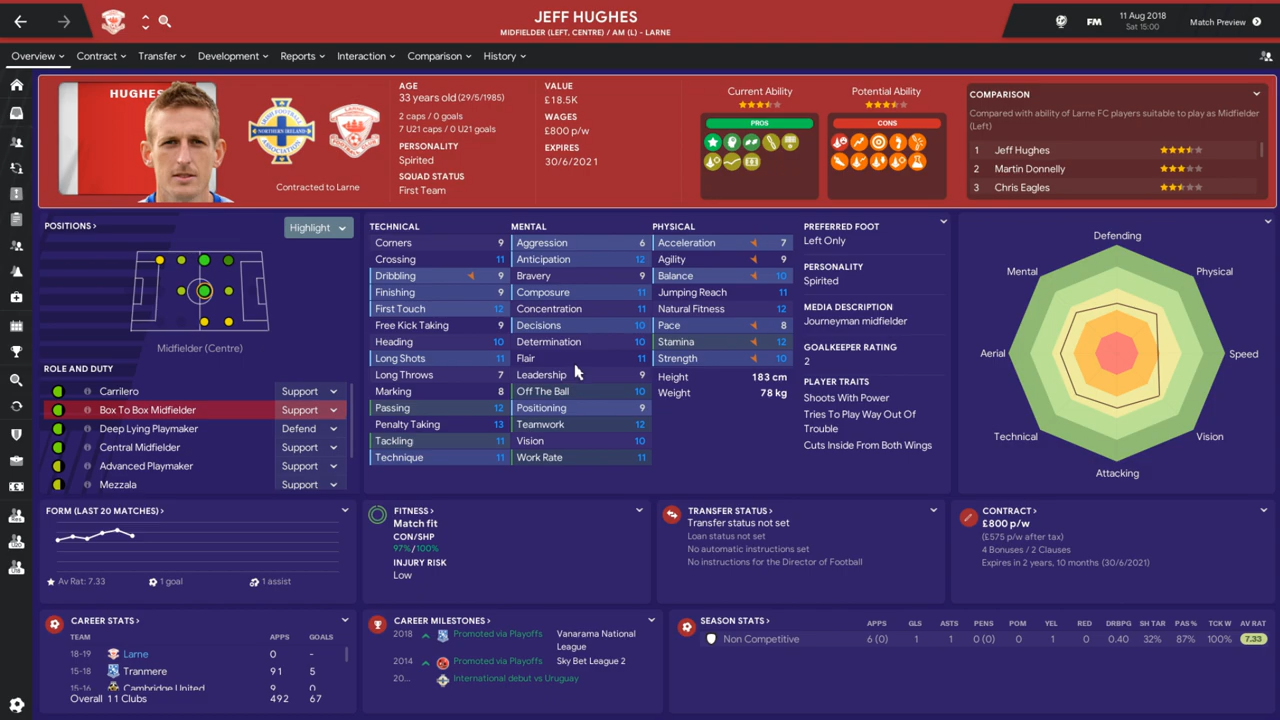 JEFF HUGHES
MIDFIELDER (LEFT, CENTRE) / AM (L) - LARNE
FM
11 Aug 2018
Sat 15:00
Match Preview
Overview
Contract
Transfer
Development
Reports
Interaction
Comparison
History
HUGHES
NORTHERN IRELAND
Contracted to Larne
AGE
33 years old (29/5/1985)
2 caps / 0 goals
7 U21 caps / 0 U21 goals
PERSONALITY
Spirited
SQUAD STATUS
First Team
VALUE
£18.5K
WAGES
£800 p/w
EXPIRES
30/6/2021
Current Ability
PROS
Potential Ability
CONS
COMPARISON
Compared with ability of Larne FC players suitable to play as Midfielder
(Left)
1 Jeff Hughes
2 Martin Donnelly
3 Chris Eagles
POSITIONS >
Highlight
Midfielder (Centre)
ROLE AND DUTY
Carrilero Support
Box To Box Midfielder Support
Deep Lying Playmaker Defend
Central Midfielder Support
Advanced Playmaker Support
Mezzala Support
TECHNICAL
Corners 9
Crossing 11
Dribbling 9
Finishing 9
First Touch 12
Free Kick Taking 9
Heading 10
Long Shots 11
Long Throws 7
Marking 8
Passing 12
Penalty Taking 13
Tackling 11
Technique 11
MENTAL
Aggression 6
Anticipation 12
Bravery 9
Composure 11
Concentration 11
Decisions 10
Determination 10
Flair 11
Leadership 9
Off The Ball 10
Positioning 9
Teamwork 12
Vision 10
Work Rate 11
PHYSICAL
Acceleration 7
Agility 9
Balance 10
Jumping Reach 11
Natural Fitness 12
Pace 8
Stamina 12
Strength 10
Height 183 cm
Weight 78 kg
PREFERRED FOOT
Left Only
PERSONALITY
Spirited
MEDIA DESCRIPTION
Journeyman midfielder
GOALKEEPER RATING
2
PLAYER TRAITS
Shoots With Power
Tries To Play Way Out Of
Trouble
Cuts Inside From Both Wings
Defending
Physical
Speed
Vision
Attacking
Technical
Aerial
Mental
FORM (LAST 20 MATCHES) >
Av Rat: 7.33
1 goal
1 assist
FITNESS >
Match fit
CON/SHP
97%/100%
INJURY RISK
Low
TRANSFER STATUS >
Transfer status not set
Loan status not set
No automatic instructions set
No instructions for the Director of Football
CONTRACT >
£800 p/w
(£575 p/w after tax)
4 Bonuses / 2 Clauses
Expires in 2 years, 10 months (30/6/2021)
CAREER STATS >
TEAM APPS GOALS
18-19 Larne 0 -
15-18 Tranmere 91 5
15-16 Cambridge United 9 0
Overall 11 Clubs 492 67
CAREER MILESTONES >
2018 Promoted via Playoffs Vanarama National
League
2014 Promoted via Playoffs Sky Bet League 2
20... International debut vs Uruguay
SEASON STATS >
APPS GLS ASTS PENS POM YEL RED DRBPG SH TAR PAS % TCK W AV RAT
Non Competitive 6 (0) 1 1 0 (0) 0 1 0 0.40 32% 87% 100% 7.33